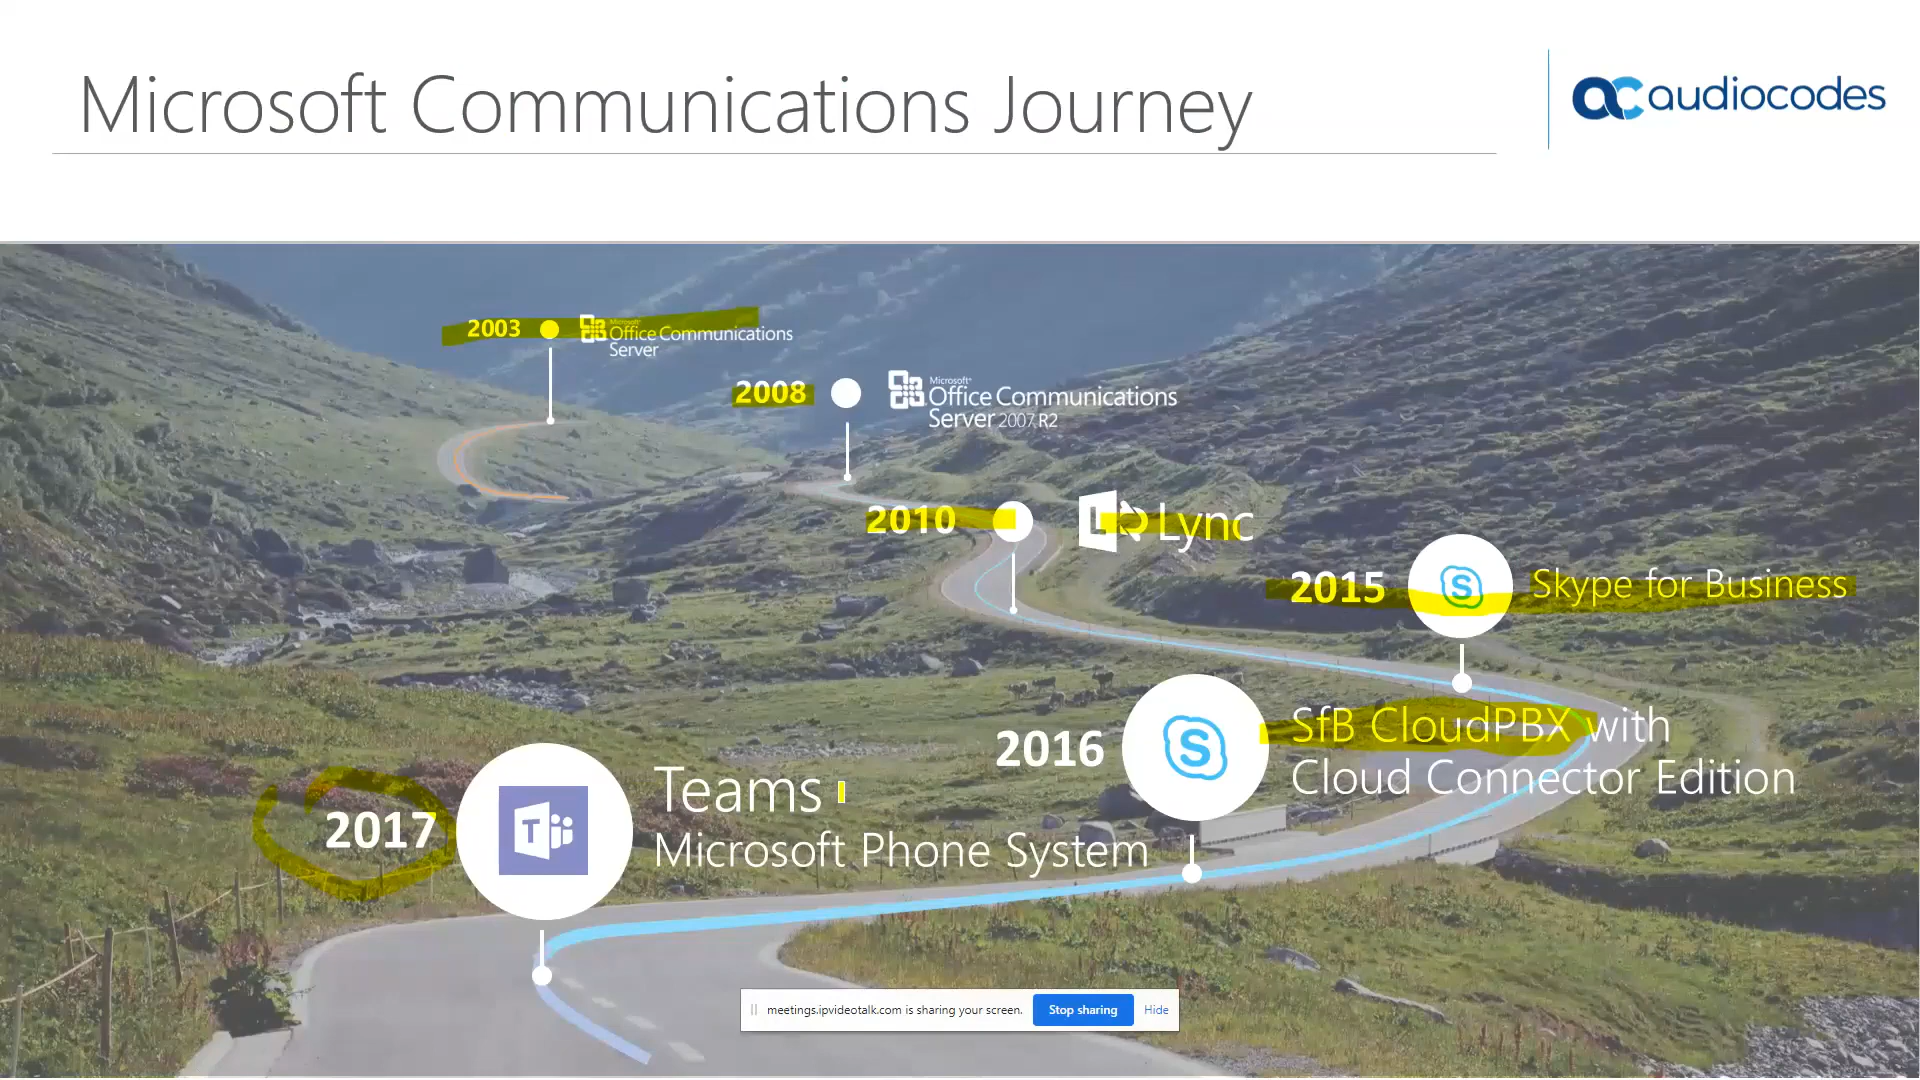 Microsoft Communications Journey
audiocodes
2003
Microsoft
Office Communications
Server
2008
Microsoft
Office Communications
Server 2007 R2
2010
Lync
2015
Skype for Business
2016
SfB CloudPBX with
Cloud Connector Edition
2017
Teams
Microsoft Phone System
meetings.ipvideotalk.com is sharing your screen. Stop sharing Hide